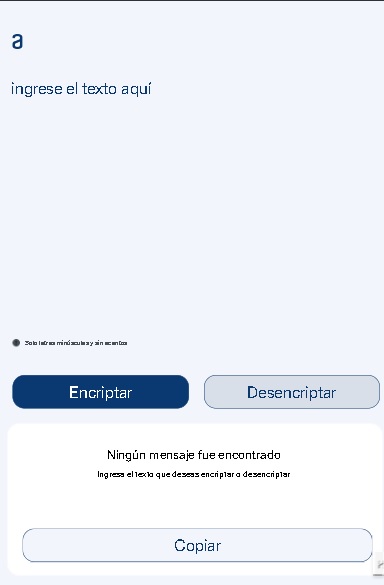 a
ingrese el texto aquí
Solo letras minúsculas y sin acentos
Encriptar
Desencriptar
Ningún mensaje fue encontrado
Ingresa el texto que deseas encriptar o desencriptar
Copiar